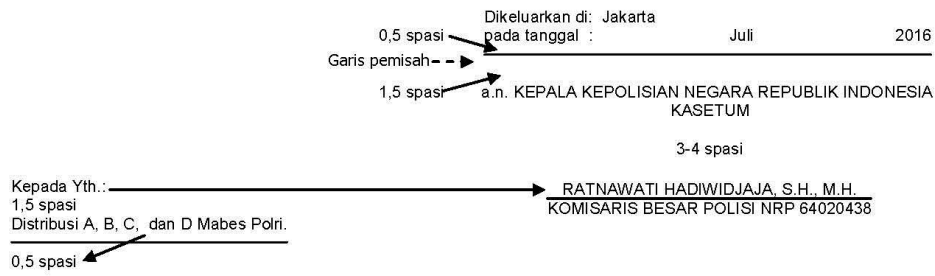 Dikeluarkan di: Jakarta
0,5 spasi pada tanggal : Juli 2016
Garis pemisah
1,5 spasi a.n. KEPALA KEPOLISIAN NEGARA REPUBLIK INDONESIA
KASETUM
3-4 spasi
Kepada Yth.: RATNAWATI HADIWIDJAJA, S.H., M.H.
1,5 spasi KOMISARIS BESAR POLISI NRP 64020438
Distribusi A, B, C, dan D Mabes Polri.
0,5 spasi